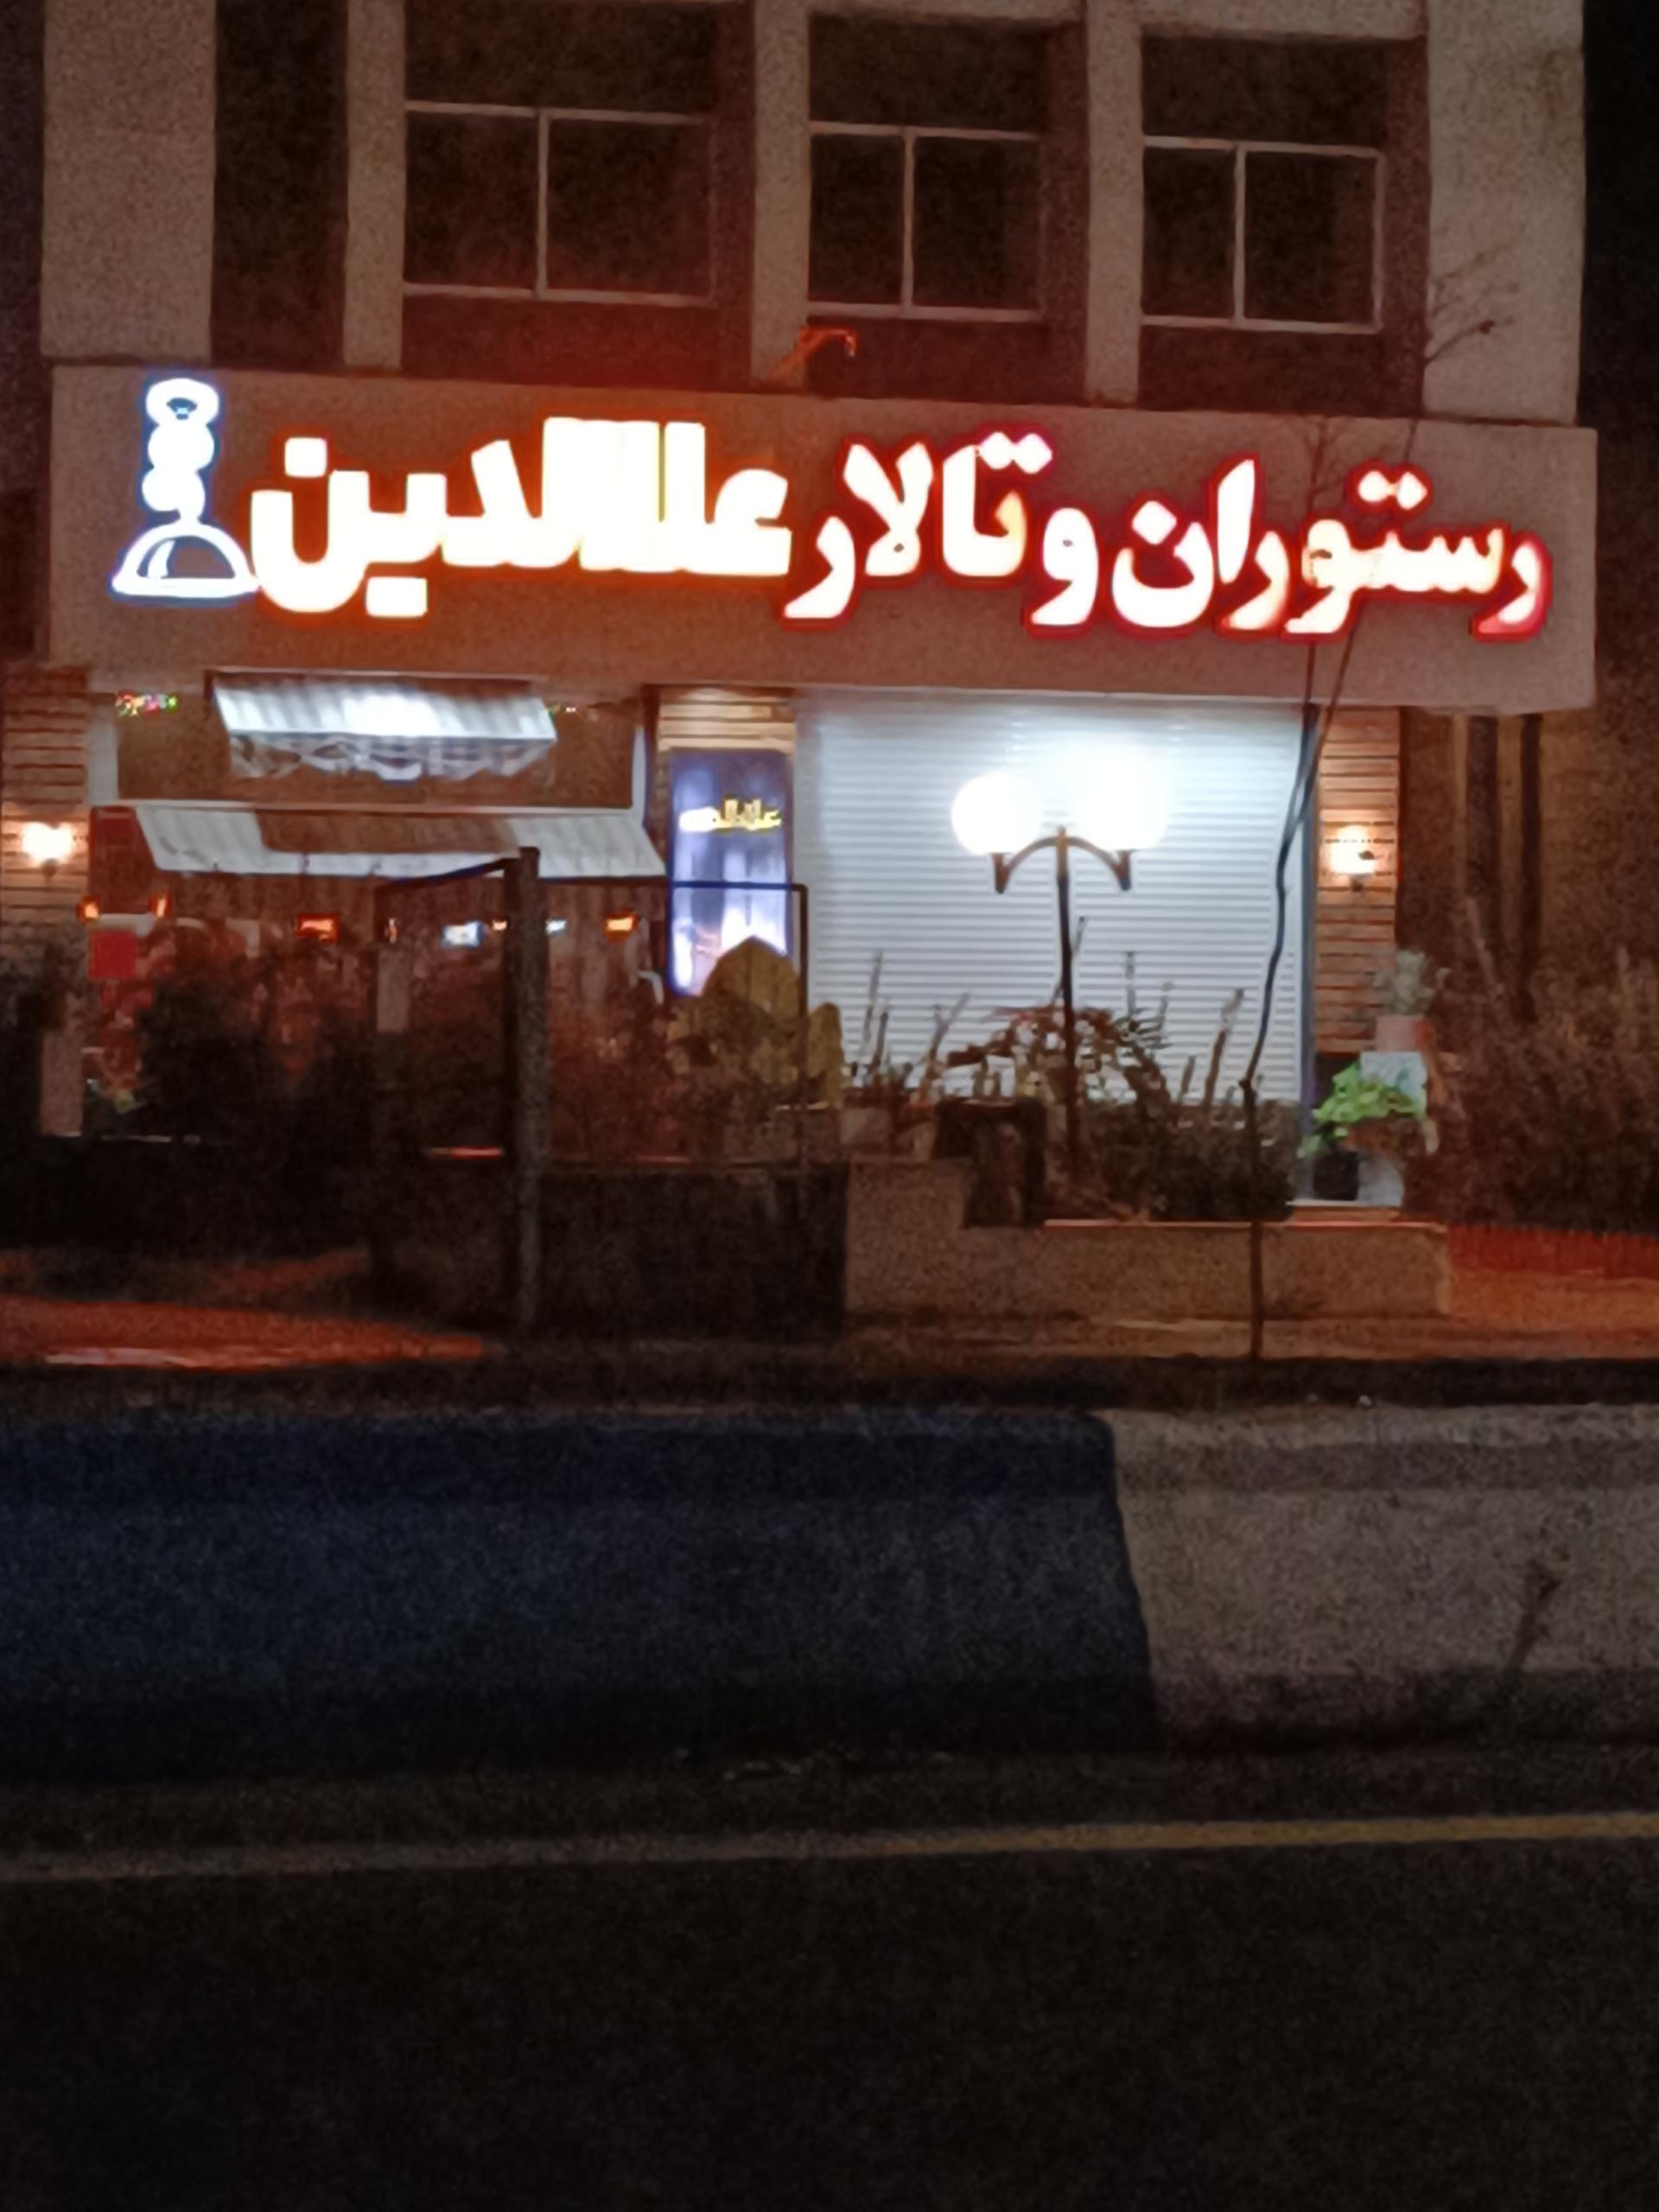 رستوران و تالار علاالدین